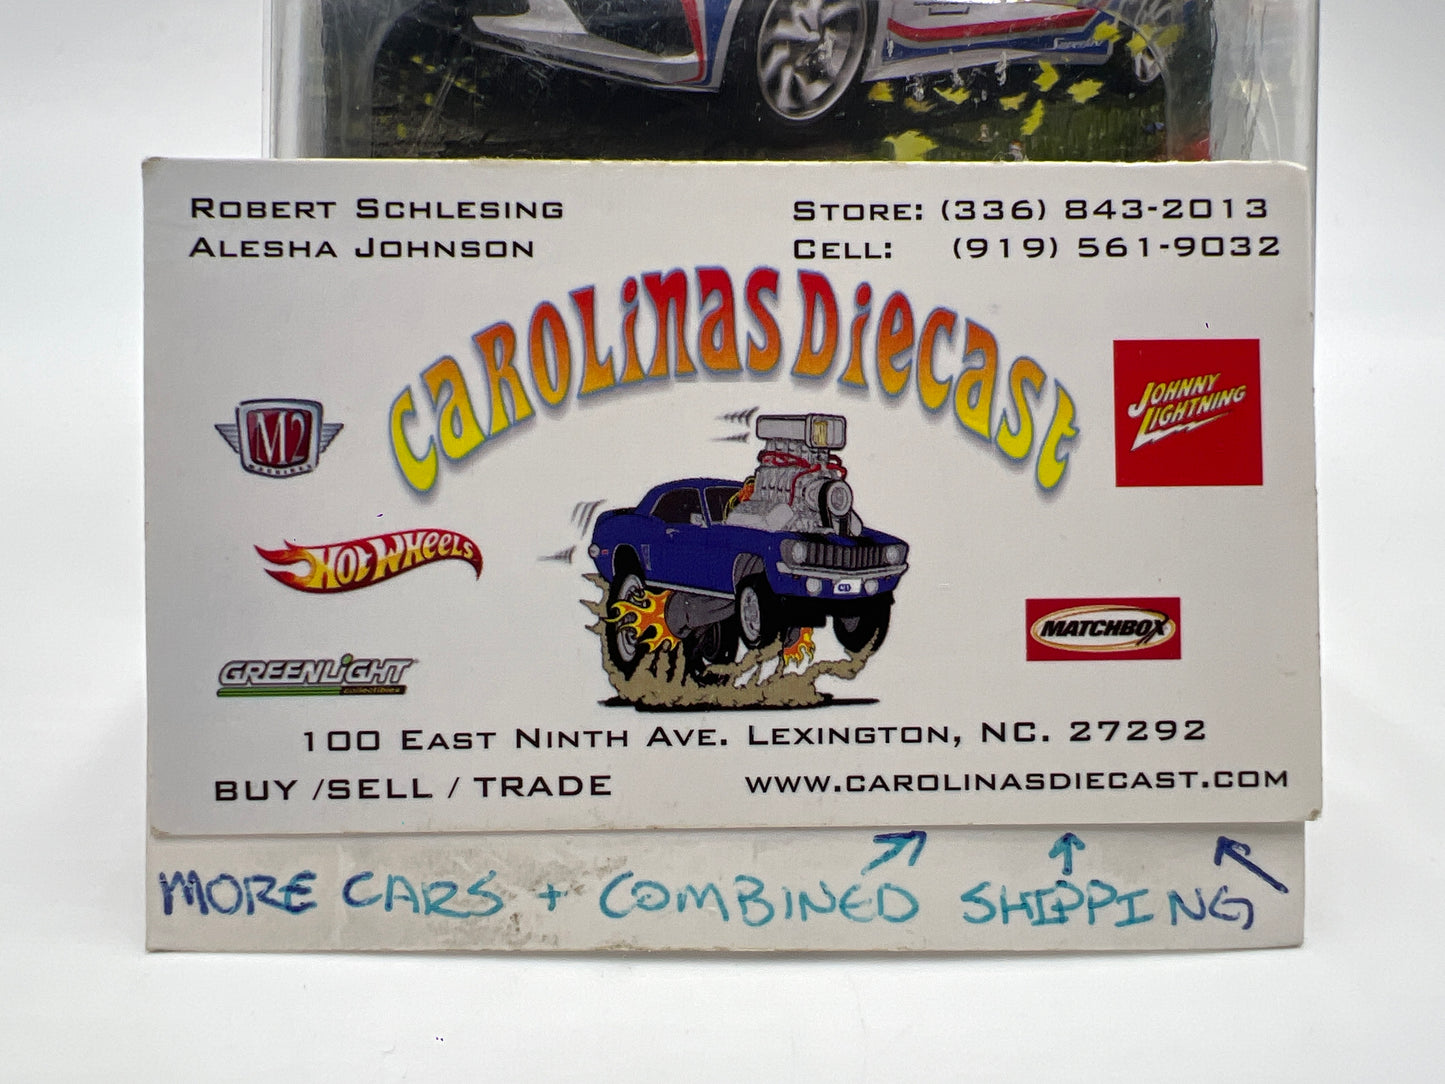 ROBERT SCHLESING
ALESHA JOHNSON
STORE: (336) 843-2013
CELL: (919) 561-9032
CAROLINAS DIECAST
M2
MACHINES
JOHNNY
LIGHTNING
HOT WHEELS
MATCHBOX
GREENLIGHT
collectibles
100 EAST NINTH AVE. LEXINGTON, NC. 27292
BUY /SELL / TRADE
WWW.CAROLINASDIECAST.COM
MORE CARS + COMBINED SHIPPING